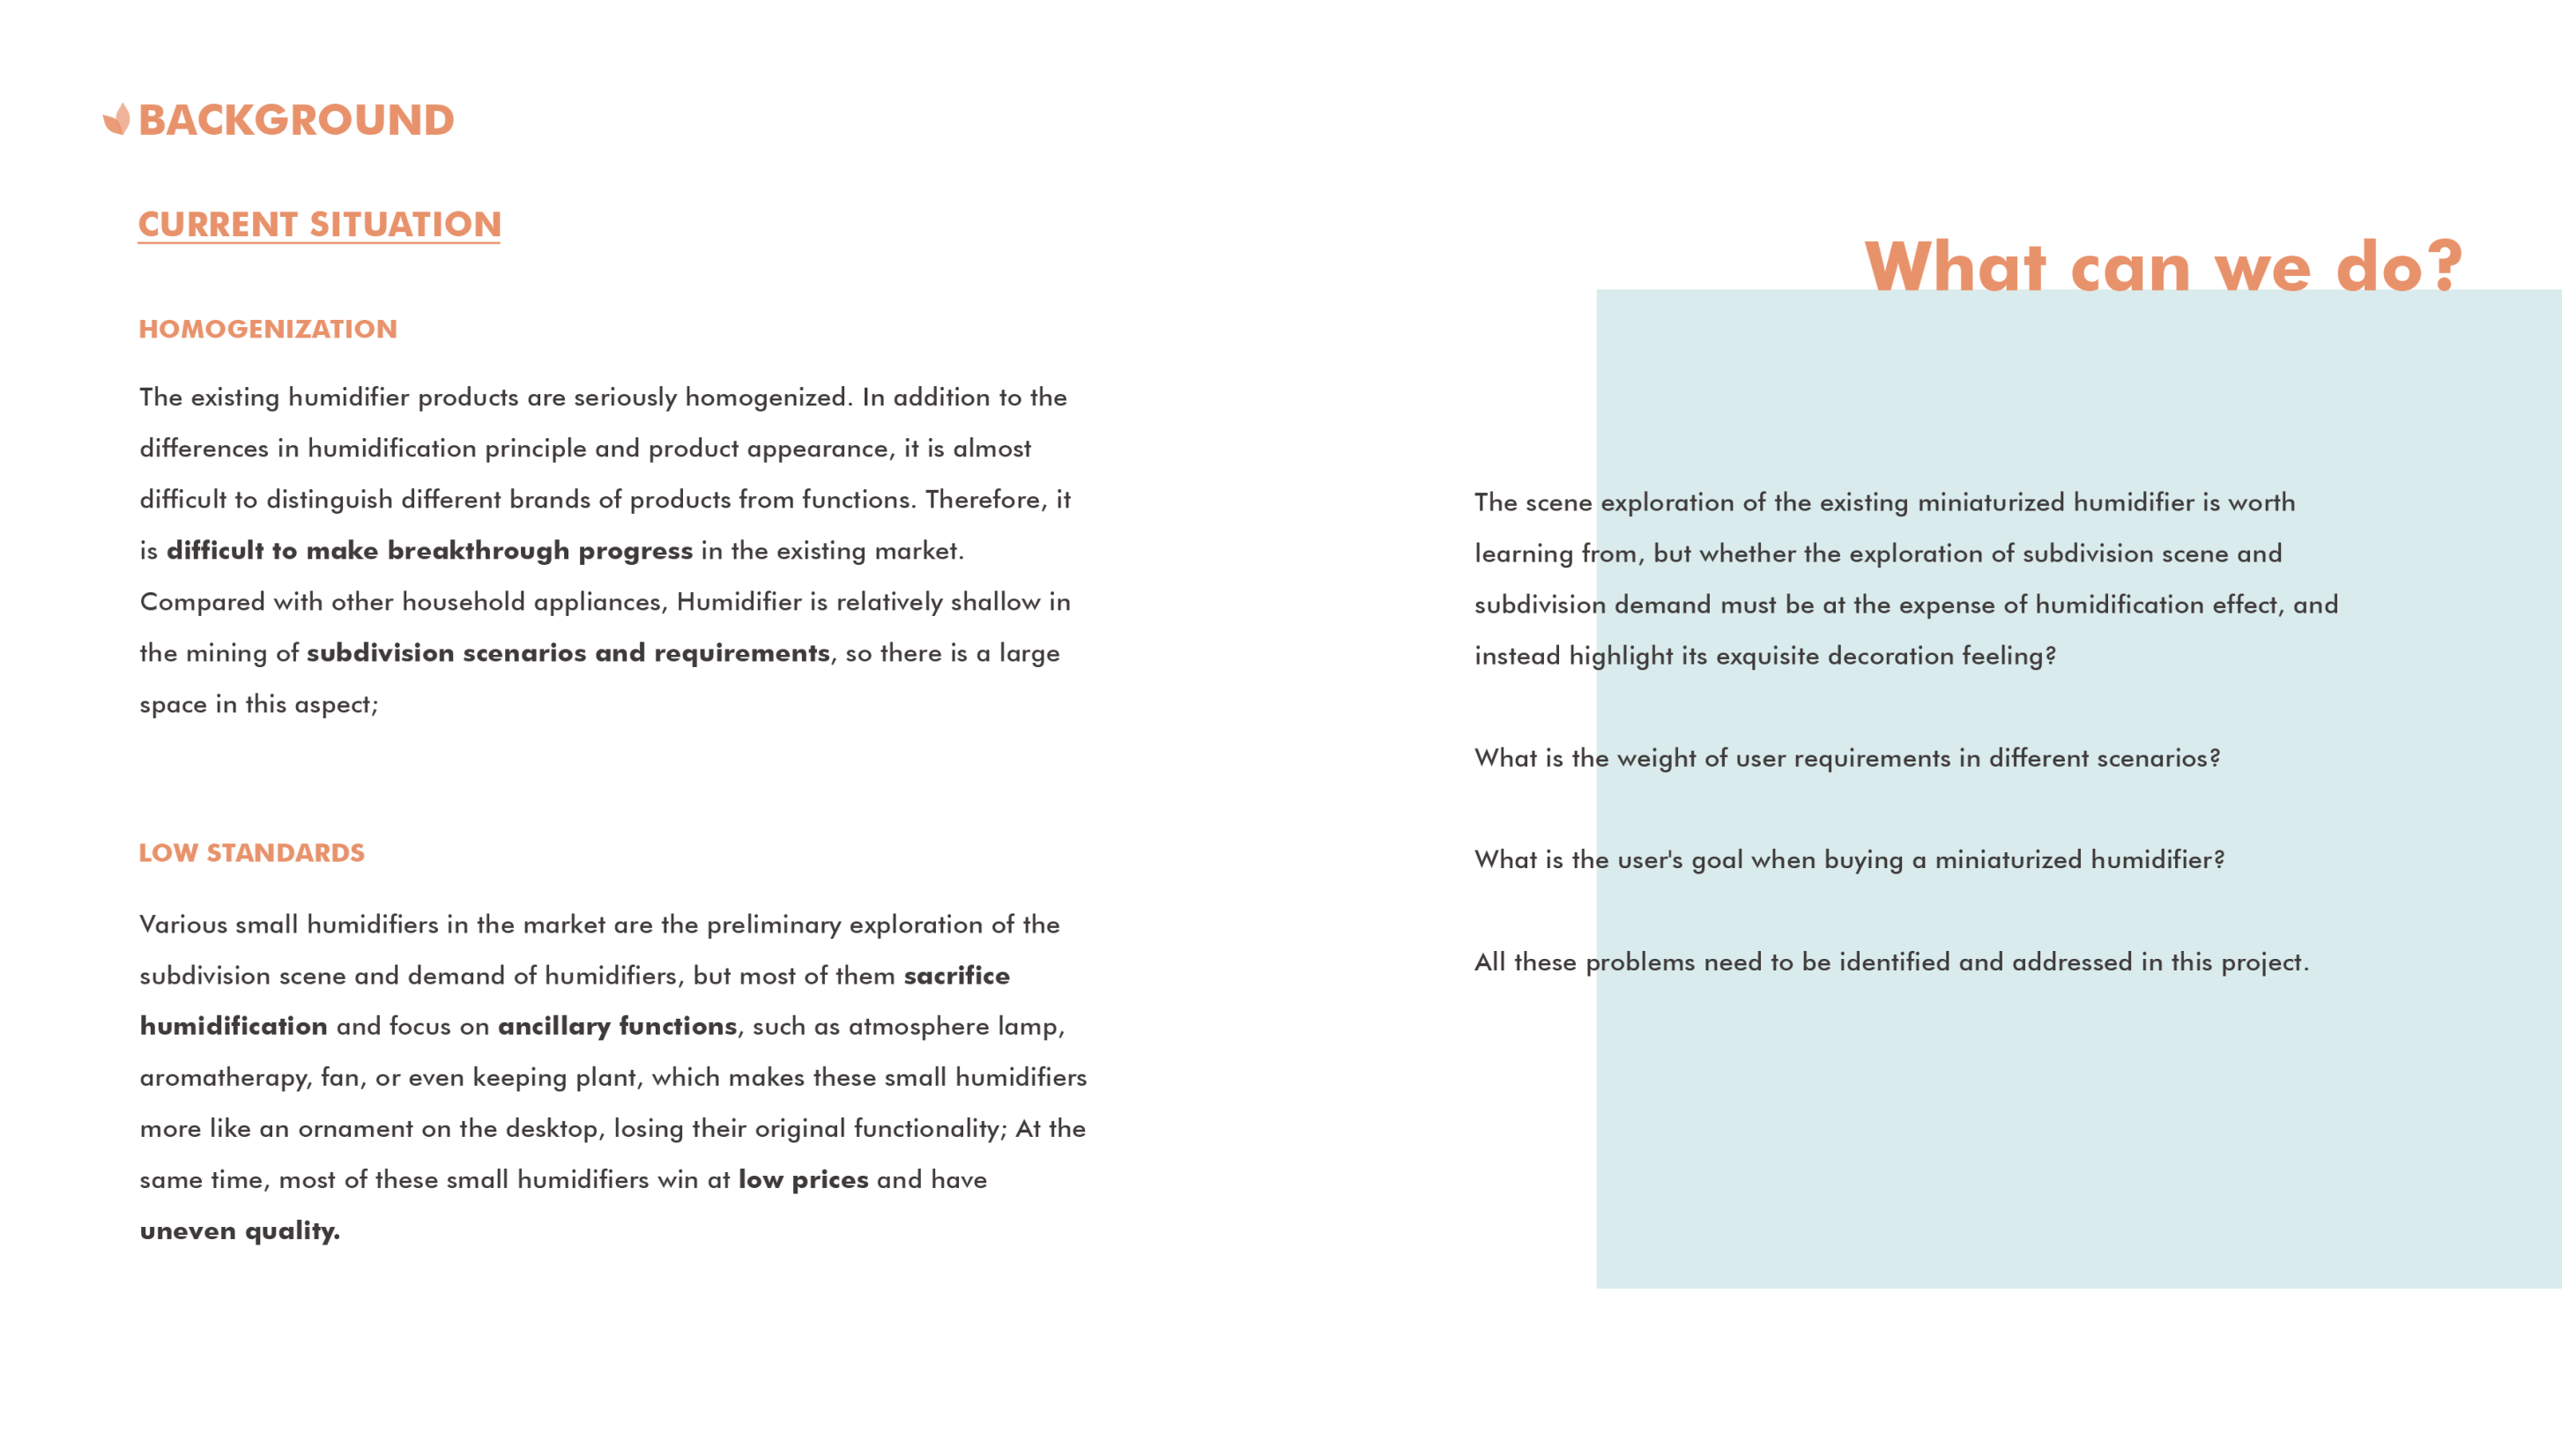 BACKGROUND
CURRENT SITUATION
HOMOGENIZATION
The existing humidifier products are seriously homogenized. In addition to the
differences in humidification principle and product appearance, it is almost
difficult to distinguish different brands of products from functions. Therefore, it
is difficult to make breakthrough progress in the existing market.
Compared with other household appliances, Humidifier is relatively shallow in
the mining of subdivision scenarios and requirements, so there is a large
space in this aspect;
LOW STANDARDS
Various small humidifiers in the market are the preliminary exploration of the
subdivision scene and demand of humidifiers, but most of them sacrifice
humidification and focus on ancillary functions, such as atmosphere lamp,
aromatherapy, fan, or even keeping plant, which makes these small humidifiers
more like an ornament on the desktop, losing their original functionality; At the
same time, most of these small humidifiers win at low prices and have
uneven quality.
What can we do?
The scene exploration of the existing miniaturized humidifier is worth
learning from, but whether the exploration of subdivision scene and
subdivision demand must be at the expense of humidification effect, and
instead highlight its exquisite decoration feeling?
What is the weight of user requirements in different scenarios?
What is the user's goal when buying a miniaturized humidifier?
All these problems need to be identified and addressed in this project.